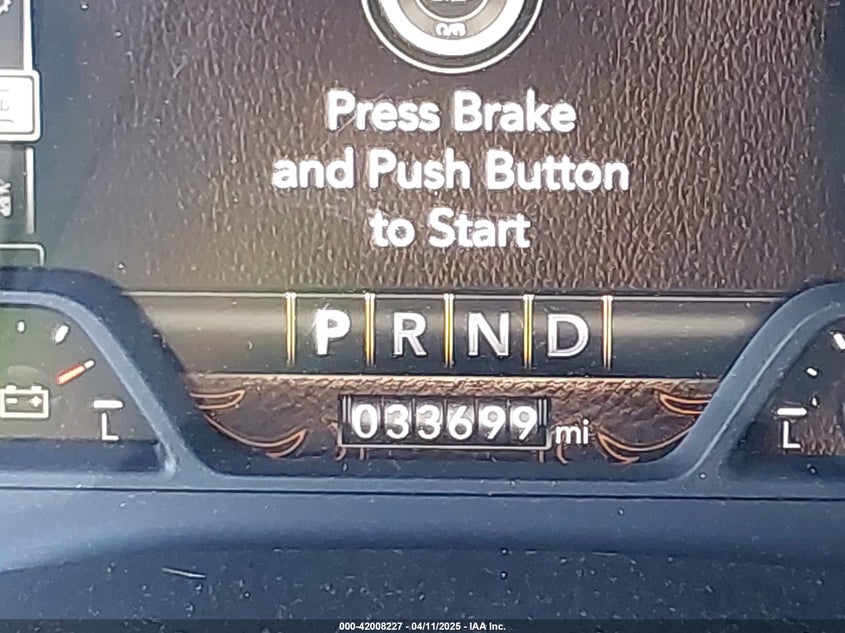 Press Brake
and Push Button
to Start
P R N D
033699 mi
L
L
000-42008227 - 04/11/2025 - IAA Inc.